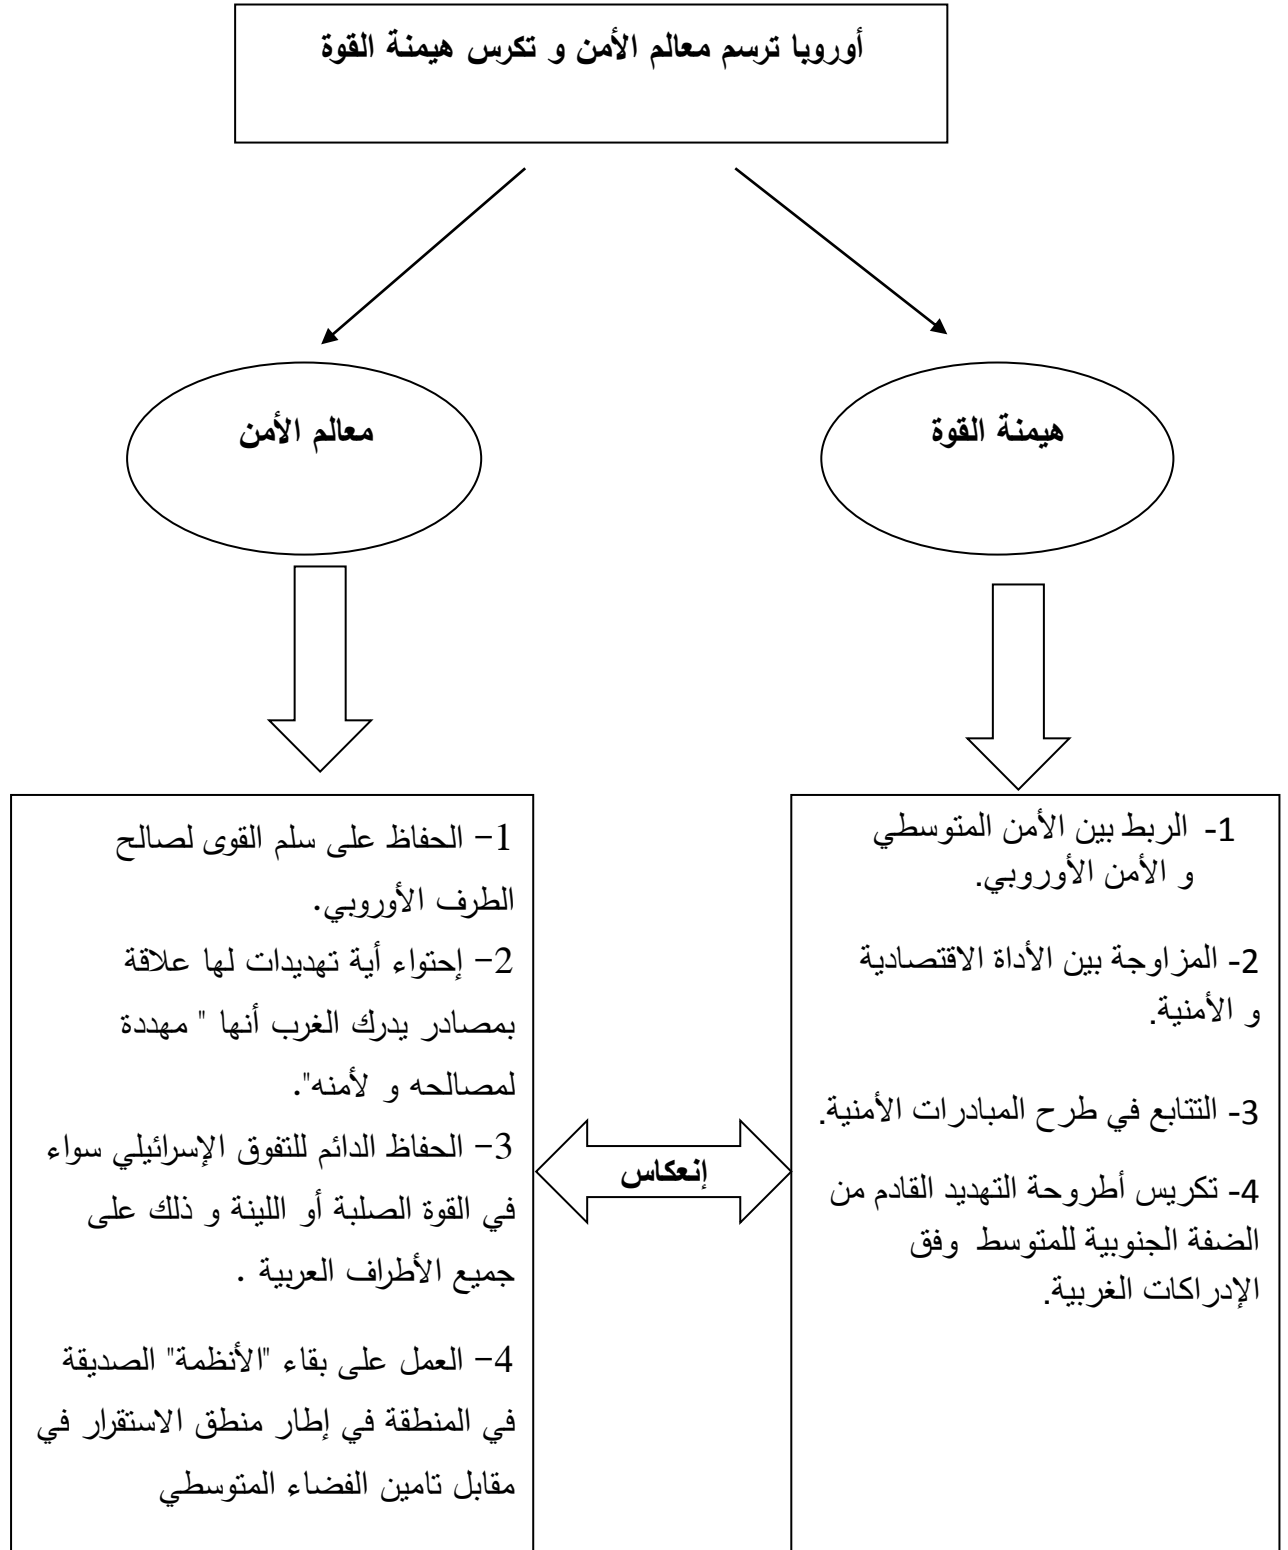 أوروبا ترسم معالم الأمن و تكرس هيمنة القوة
هيمنة القوة
معالم الأمن
1- الربط بين الأمن المتوسطي
و الأمن الأوروبي.
2- المزاوجة بين الأداة الاقتصادية
و الأمنية.
3- التتابع في طرح المبادرات الأمنية.
4- تكريس أطروحة التهديد القادم من
الضفة الجنوبية للمتوسط وفق
الإدراكات الغربية.
إنعكاس
1- الحفاظ على سلم القوى لصالح
الطرف الأوروبي.
2- إحتواء أية تهديدات لها علاقة
بمصادر يدرك الغرب أنها " مهددة
لمصالحه و لأمنه".
3- الحفاظ الدائم للتفوق الإسرائيلي سواء
في القوة الصلبة أو اللينة و ذلك على
جميع الأطراف العربية .
4- العمل على بقاء "الأنظمة" الصديقة
في المنطقة في إطار منطق الاستقرار في
مقابل تامين الفضاء المتوسطي